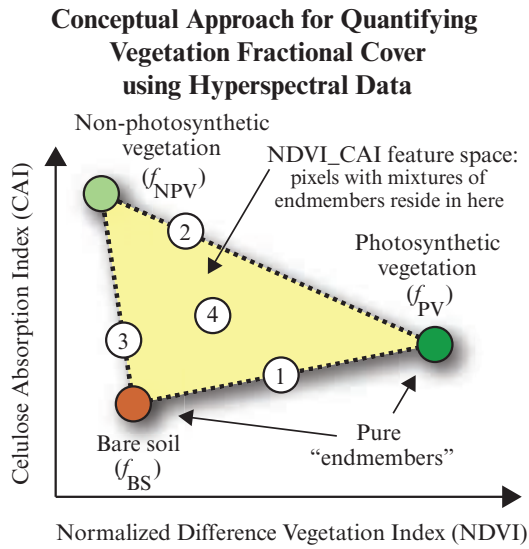 Conceptual Approach for Quantifying
Vegetation Fractional Cover
using Hyperspectral Data
Non-photosynthetic
vegetation
(fNPV)
NDVI_CAI feature space:
pixels with mixtures of
endmembers reside in here
Photosynthetic
vegetation
(fPV)
2
4
3
1
Bare soil
(fBS)
Pure
“endmembers”
Celulose Absorption Index (CAI)
Normalized Difference Vegetation Index (NDVI)